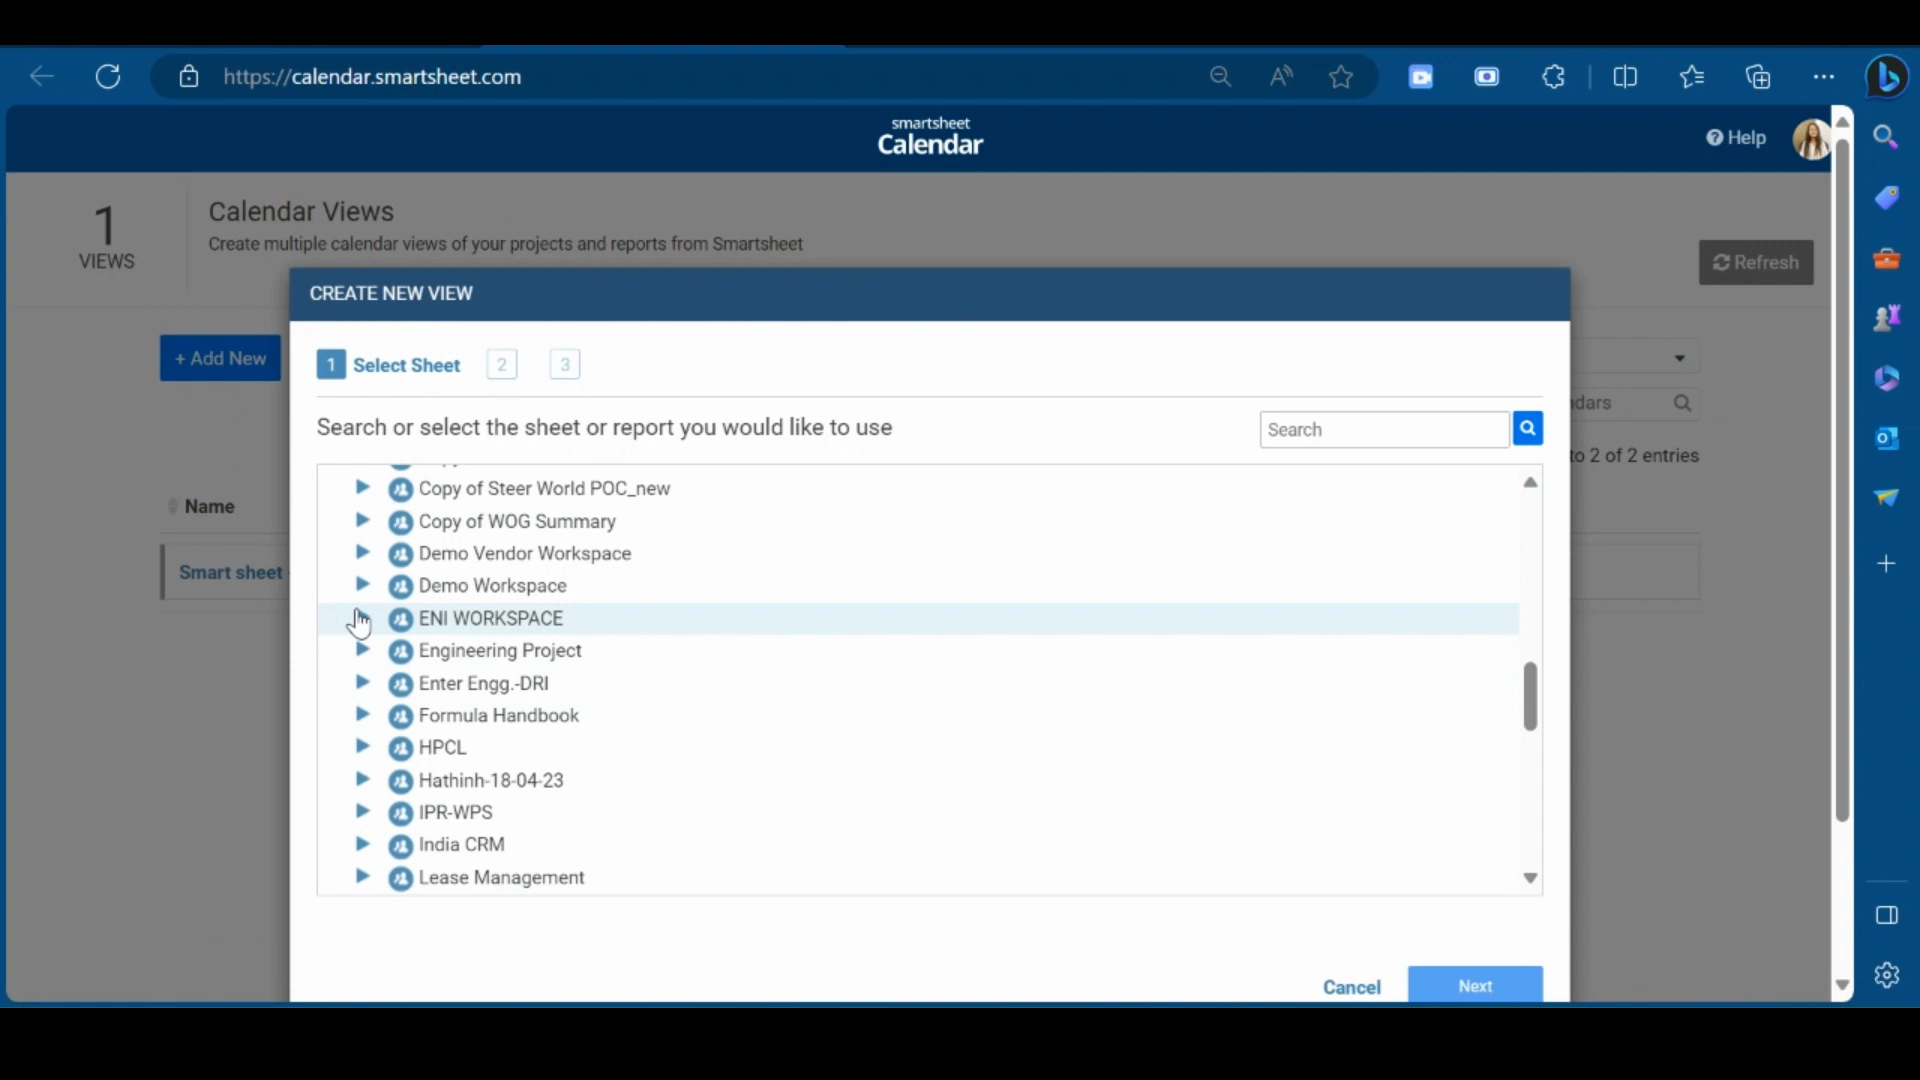 https://calendar.smartsheet.com
smartsheet
Calendar
Help
1
VIEWS
Calendar Views
Create multiple calendar views of your projects and reports from Smartsheet
Refresh
CREATE NEW VIEW
+ Add New
1 Select Sheet 2 3
Search or select the sheet or report you would like to use
Search
ndars
to 2 of 2 entries
Name
Smart sheet
Copy of Steer World POC_new
Copy of WOG Summary
Demo Vendor Workspace
Demo Workspace
ENI WORKSPACE
Engineering Project
Enter Engg.-DRI
Formula Handbook
HPCL
Hathinh-18-04-23
IPR-WPS
India CRM
Lease Management
Cancel
Next